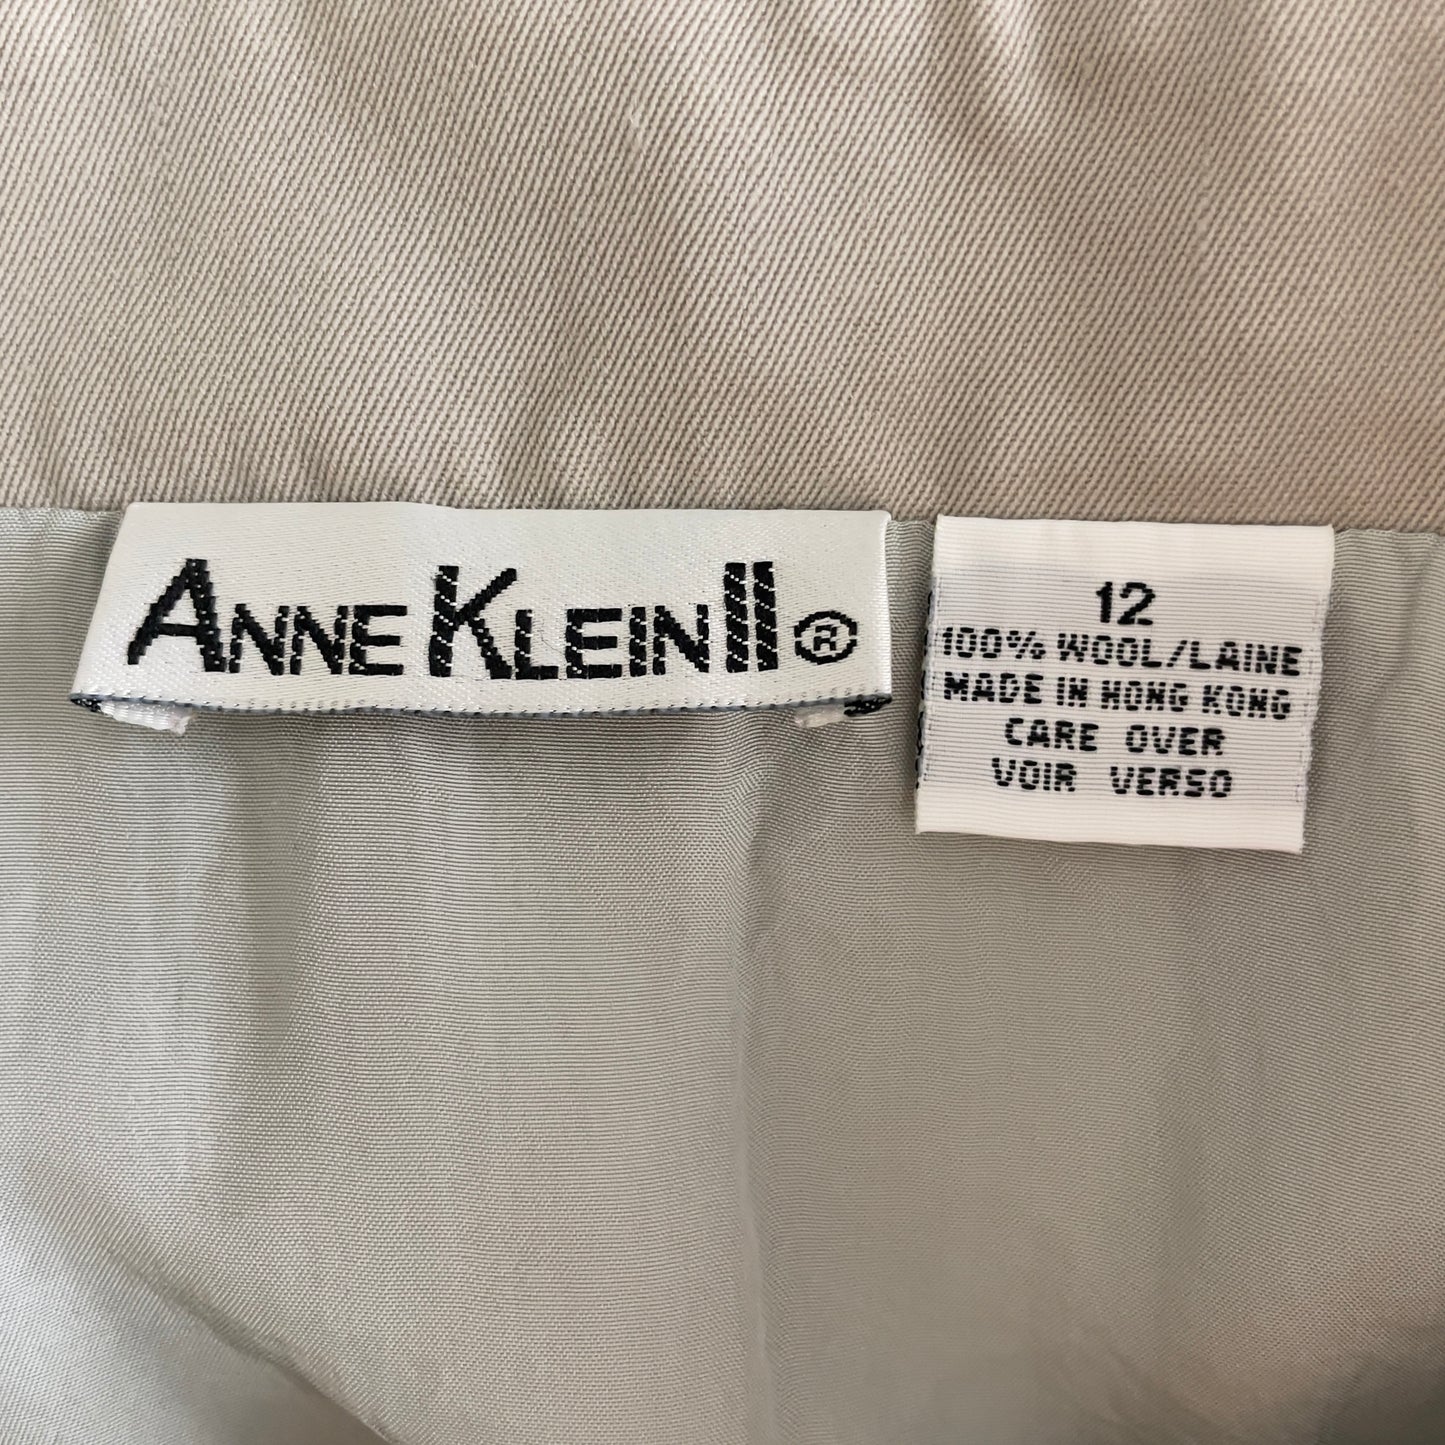 ANNE KLEIN II ®
12
100% WOOL/LAINE
MADE IN HONG KONG
CARE OVER
VOIR VERSO